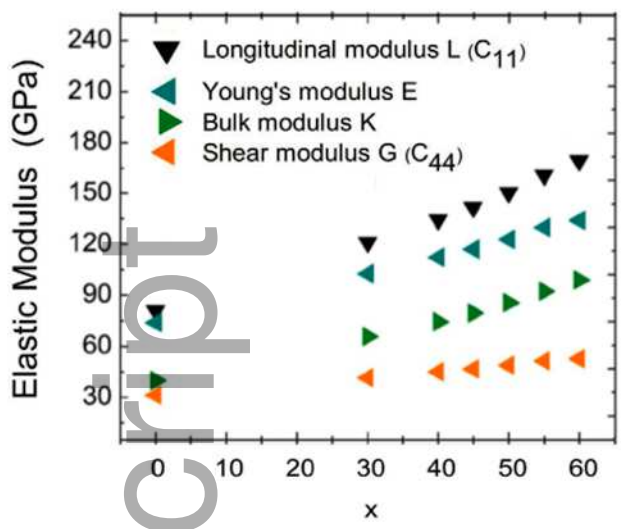 Elastic Modulus (GPa)
240
210
180
150
120
90
60
30
Longitudinal modulus L (C11)
Young's modulus E
Bulk modulus K
Shear modulus G (C44)
cript
0 10 20 30 40 50 60
x